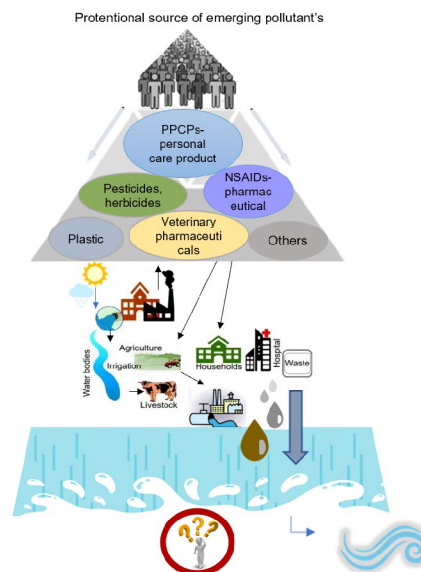 Protentional source of emerging pollutant's
PPCPs-
personal
care product
Pesticides,
herbicides
NSAIDs-
pharmac
eutical
Plastic
Veterinary
pharmaceuti
cals
Others
Water bodies
Agriculture
Irrigation
Livestock
Households
Hospital
Waste
???